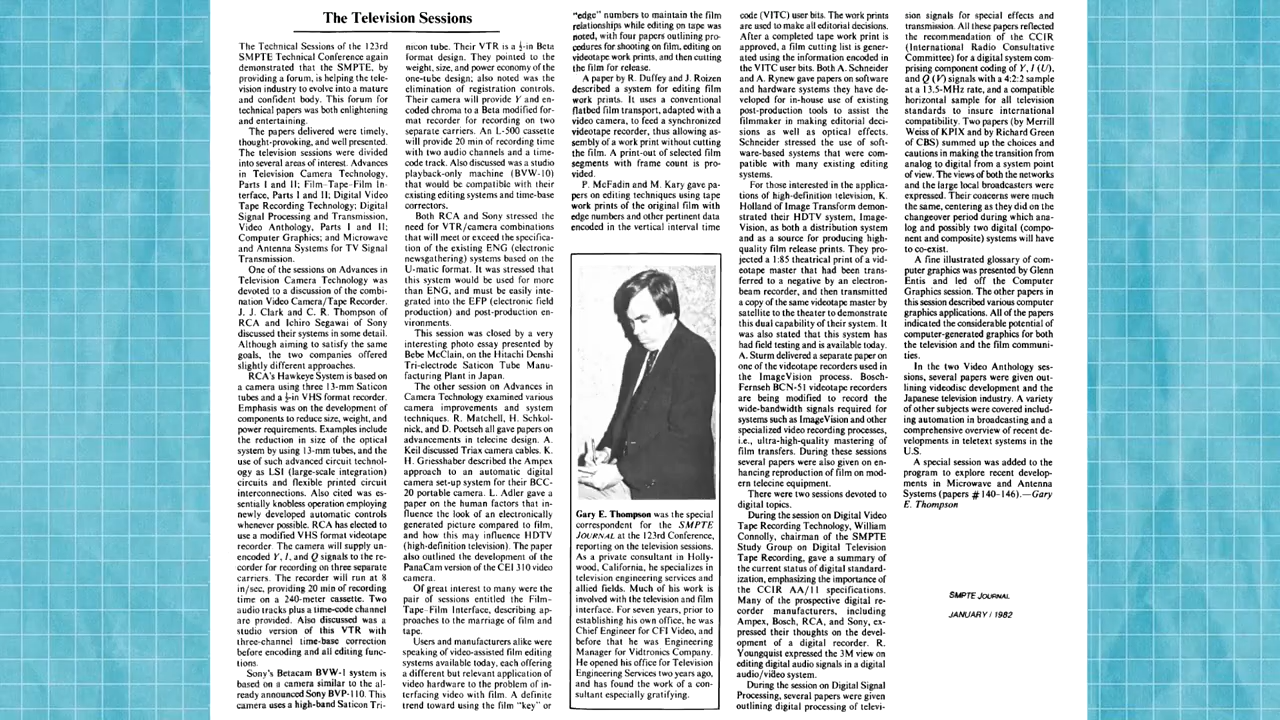 The Television Sessions
The Technical Sessions of the 123rd
SMPTE Technical Conference again
demonstrated that the SMPTE, by
providing a forum, is helping the tele-
vision industry to evolve into a mature
and confident body. This forum for
technical papers was both enlightening
and entertaining.
The papers delivered were timely,
thought-provoking, and well presented.
The television sessions were divided
into several areas of interest. Advances
in Television Camera Technology,
Parts I and II; Film-Tape-Film In-
terface, Parts I and II; Digital Video
Tape Recording Technology; Digital
Signal Processing and Transmission,
Video Anthology, Parts I and II;
Computer Graphics; and Microwave
and Antenna Systems for TV Signal
Transmission.
One of the sessions on Advances in
Television Camera Technology was
devoted to a discussion of the combi-
nation Video Camera/Tape Recorder.
J. J. Clark and C. R. Thompson of
RCA and Ichiro Segawai of Sony
discussed their systems in some detail.
Although aiming to satisfy the same
goals, the two companies offered
slightly different approaches.
RCA's Hawkeye System is based on
a camera using three 13-mm Saticon
tubes and a ½-in VHS format recorder.
Emphasis was on the development of
components to reduce size, weight, and
power requirements. Examples include
the reduction in size of the optical
system by using 13-mm tubes, and the
use of such advanced circuit technol-
ogy as LSI (large-scale integration)
circuits and flexible printed circuit
interconnections. Also cited was es-
sentially knobless operation employing
newly developed automatic controls
whenever possible. RCA has elected to
use a modified VHS format videotape
recorder. The camera will supply un-
encoded Y, I, and Q signals to the re-
corder for recording on three separate
carriers. The recorder will run at 8
in/sec, providing 20 min of recording
time on a 240-meter cassette. Two
audio tracks plus a time-code channel
are provided. Also discussed was a
studio version of this VTR with
three-channel time-base correction
before encoding and all editing func-
tions.
Sony's Betacam BVW-1 system is
based on a camera similar to the al-
ready announced Sony BVP-110. This
camera uses a high-band Saticon Tri-
nicon tube. Their VTR is a ½-in Beta
format design. They pointed to the
weight, size, and power economy of the
one-tube design; also noted was the
elimination of registration controls.
Their camera will provide Y and en-
coded chroma to a Beta modified for-
mat recorder for recording on two
separate carriers. An L-500 cassette
will provide 20 min of recording time
with two audio channels and a time-
code track. Also discussed was a studio
playback-only machine (BVW-10)
that would be compatible with their
existing editing systems and time-base
correctors.
Both RCA and Sony stressed the
need for VTR/camera combinations
that will meet or exceed the specifica-
tion of the existing ENG (electronic
newsgathering) systems based on the
U-matic format. It was stressed that
this system would be used for more
than ENG, and must be easily inte-
grated into the EFP (electronic field
production) and post-production en-
vironments.
This session was closed by a very
interesting photo essay presented by
Bebe McClain, on the Hitachi Denshi
Tri-electrode Saticon Tube Manu-
facturing Plant in Japan.
The other session on Advances in
Camera Technology examined various
camera improvements and system
techniques. R. Matchell, H. Schkol-
nick, and D. Poetsch all gave papers on
advancements in telecine design. A.
Keil discussed Triax camera cables. K.
H. Griesshaber described the Ampex
approach to an automatic digital
camera set-up system for their BCC-
20 portable camera. L. Adler gave a
paper on the human factors that in-
fluence the look of an electronically
generated picture compared to film,
and how this may influence HDTV
(high-definition television). The paper
also outlined the development of the
PanaCam version of the CEI 310 video
camera.
Of great interest to many were the
pair of sessions entitled the Film-
Tape-Film Interface, describing ap-
proaches to the marriage of film and
tape.
Users and manufacturers alike were
speaking of video-assisted film editing
systems available today, each offering
a different but relevant application of
video hardware to the problem of in-
terfacing video with film. A definite
trend toward using the film "key" or
"edge" numbers to maintain the film
relationships while editing on tape was
noted, with four papers outlining pro-
cedures for shooting on film, editing on
videotape work prints, and then cutting
the film for release.
A paper by R. Duffey and J. Roizen
described a system for editing film
work prints. It uses a conventional
flatbed film transport, adapted with a
video camera, to feed a synchronized
videotape recorder, thus allowing as-
sembly of a work print without cutting
the film. A print-out of selected film
segments with frame count is pro-
vided.
P. McFadin and M. Kary gave pa-
pers on editing techniques using tape
work prints of the original film with
edge numbers and other pertinent data
encoded in the vertical interval time
Gary E. Thompson was the special
correspondent for the SMPTE
JOURNAL at the 123rd Conference,
reporting on the television sessions.
As a private consultant in Holly-
wood, California, he specializes in
television engineering services and
allied fields. Much of his work is
involved with the television and film
interface. For seven years, prior to
establishing his own office, he was
Chief Engineer for CFI Video, and
before that he was Engineering
Manager for Vidtronics Company.
He opened his office for Television
Engineering Services two years ago,
and has found the work of a con-
sultant especially gratifying.
code (VITC) user bits. The work prints
are used to make all editorial decisions.
After a completed tape work print is
approved, a film cutting list is gener-
ated using the information encoded in
the VITC user bits. Both A. Schneider
and A. Rynew gave papers on software
and hardware systems they have de-
veloped for in-house use of existing
post-production tools to assist the
filmmaker in making editorial deci-
sions as well as optical effects.
Schneider stressed the use of soft-
ware-based systems that were com-
patible with many existing editing
systems.
For those interested in the applica-
tions of high-definition television, K.
Holland of Image Transform demon-
strated their HDTV system, Image-
Vision, as both a distribution system
and as a source for producing high-
quality film release prints. They pro-
jected a 1:85 theatrical print of a vid-
eotape master that had been trans-
ferred to a negative by an electron-
beam recorder, and then transmitted
a copy of the same videotape master by
satellite to the theater to demonstrate
this dual capability of their system. It
was also stated that this system has
had field testing and is available today.
A. Sturm delivered a separate paper on
one of the videotape recorders used in
the ImageVision process. Bosch-
Fernseh BCN-51 videotape recorders
are being modified to record the
wide-bandwidth signals required for
systems such as ImageVision and other
specialized video recording processes,
i.e., ultra-high-quality mastering of
film transfers. During these sessions
several papers were also given on en-
hancing reproduction of film on mod-
ern telecine equipment.
There were two sessions devoted to
digital topics.
During the session on Digital Video
Tape Recording Technology, William
Connolly, chairman of the SMPTE
Study Group on Digital Television
Tape Recording, gave a summary of
the current status of digital standard-
ization, emphasizing the importance of
the CCIR AA/11 specifications.
Many of the prospective digital re-
corder manufacturers, including
Ampex, Bosch, RCA, and Sony, ex-
pressed their thoughts on the devel-
opment of a digital recorder. R.
Youngquist expressed the 3M view on
editing digital audio signals in a digital
audio/video system.
During the session on Digital Signal
Processing, several papers were given
outlining digital processing of televi-
sion signals for special effects and
transmission. All these papers reflected
the recommendation of the CCIR
(International Radio Consultative
Committee) for a digital system com-
prising component coding of Y, I (U),
and Q (V) signals with a 4:2:2 sample
at a 13.5-MHz rate, and a compatible
horizontal sample for all television
standards to insure international
compatibility. Two papers (by Merrill
Weiss of KPIX and by Richard Green
of CBS) summed up the choices and
cautions in making the transition from
analog to digital from a system point
of view. The views of both the networks
and the large local broadcasters were
expressed. Their concerns were much
the same, centering as they did on the
changeover period during which ana-
log and possibly two digital (compo-
nent and composite) systems will have
to co-exist.
A fine illustrated glossary of com-
puter graphics was presented by Glenn
Entis and led off the Computer
Graphics session. The other papers in
this session described various computer
graphics applications. All of the papers
indicated the considerable potential of
computer-generated graphics for both
the television and the film communi-
ties.
In the two Video Anthology ses-
sions, several papers were given out-
lining videodisc development and the
Japanese television industry. A variety
of other subjects were covered includ-
ing automation in broadcasting and a
comprehensive overview of recent de-
velopments in teletext systems in the
U.S.
A special session was added to the
program to explore recent develop-
ments in Microwave and Antenna
Systems (papers #140-146).—Gary
E. Thompson
SMPTE JOURNAL
JANUARY / 1982